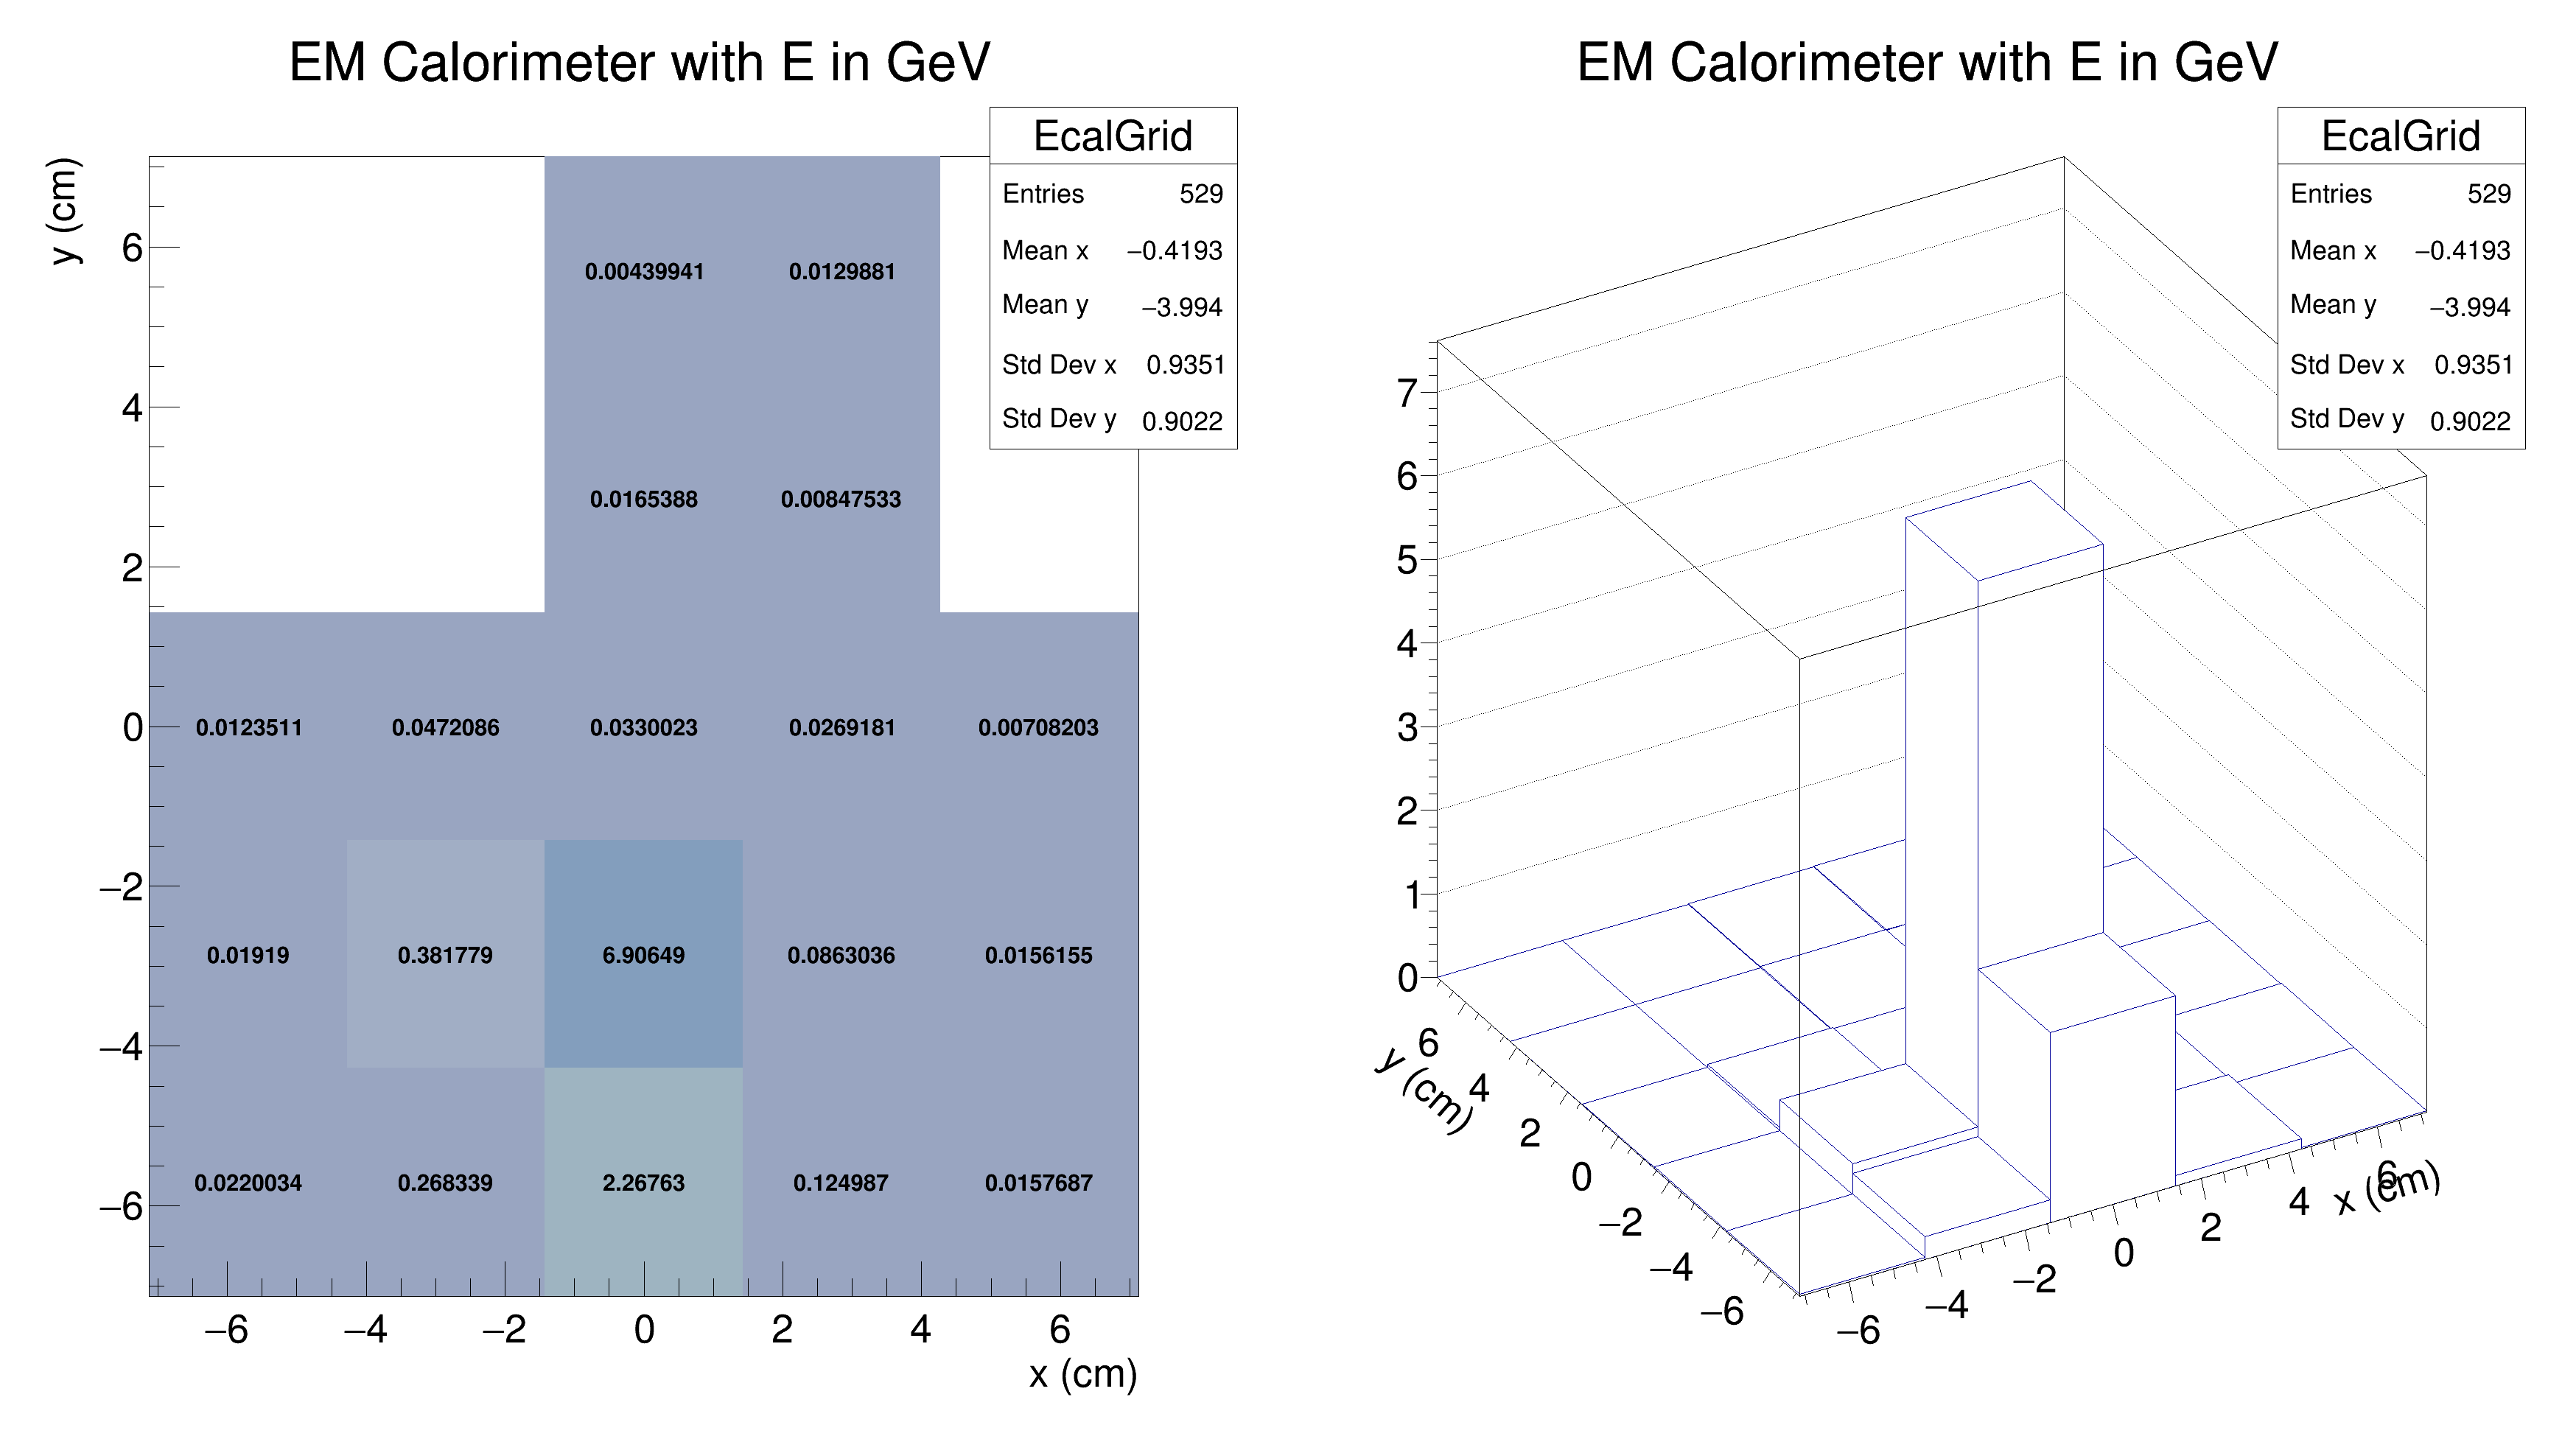 EM Calorimeter with E in GeV
EcalGrid
Entries 529
Mean x −0.4193
Mean y −3.994
Std Dev x 0.9351
Std Dev y 0.9022
y (cm)
6
4
2
0
−2
−4
−6
0.00439941 0.0129881
0.0165388 0.00847533
0.0123511 0.0472086 0.0330023 0.0269181 0.00708203
0.01919 0.381779 6.90649 0.0863036 0.0156155
0.0220034 0.268339 2.26763 0.124987 0.0157687
−6 −4 −2 0 2 4 6
x (cm)
EM Calorimeter with E in GeV
EcalGrid
Entries 529
Mean x −0.4193
Mean y −3.994
Std Dev x 0.9351
Std Dev y 0.9022
7
6
5
4
3
2
1
0
y (cm)
6
4
2
0
−2
−4
−6
−6
−4
−2
0
2
4
6
x (cm)